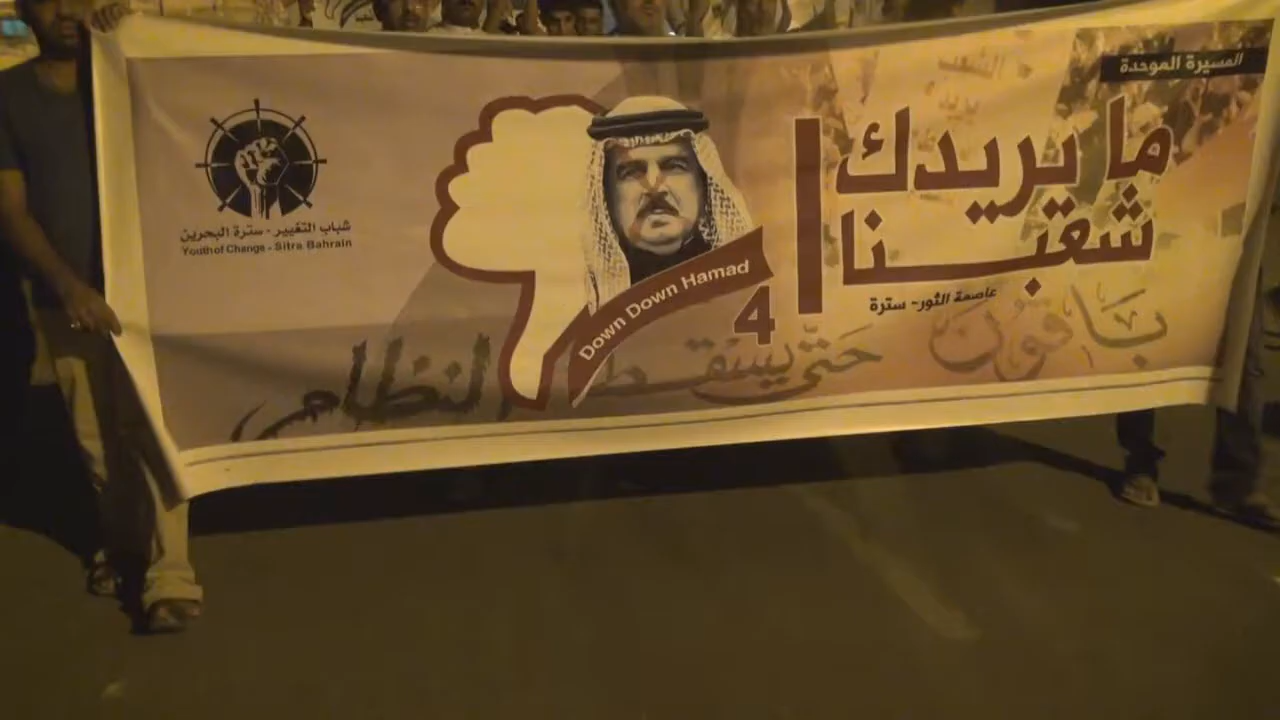 المسيرة الموحدة
ما يريدك
شعبنا
عاصمة الثور - سترة
4
Down Down Hamad
شباب التغيير - سترة البحرين
Youth of Change - Sitra Bahrain
باقون حتى يسقط النظام